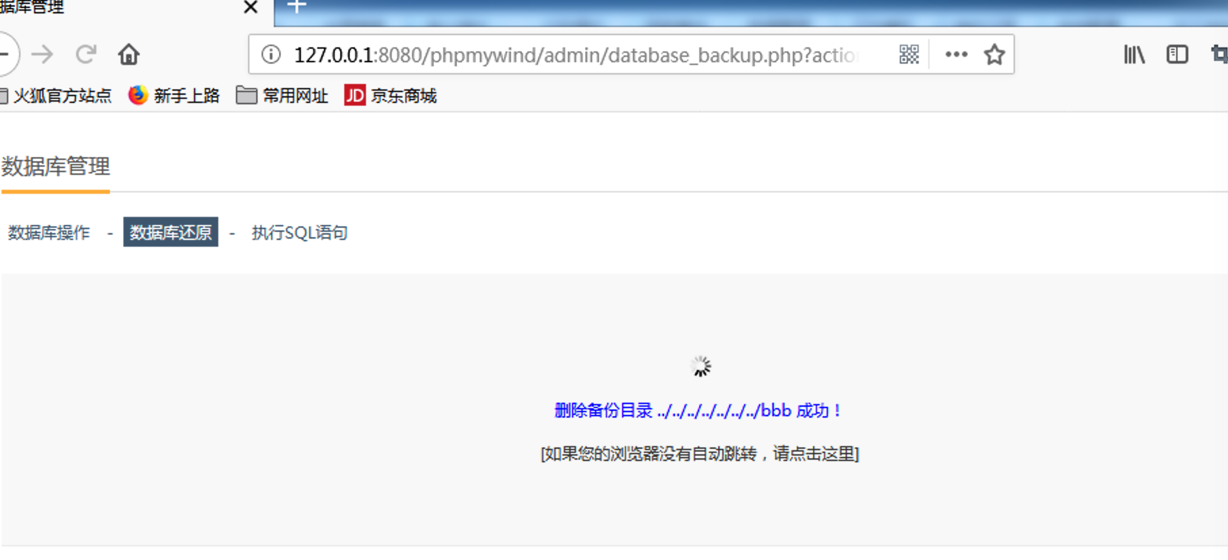 据库管理
127.0.0.1:8080/phpmywind/admin/database_backup.php?actio
火狐官方站点 新手上路 常用网址 JD 京东商城
数据库管理
数据库操作 - 数据库还原 - 执行SQL语句
删除备份目录 ../../../../../../../bbb 成功！
[如果您的浏览器没有自动跳转，请点击这里]